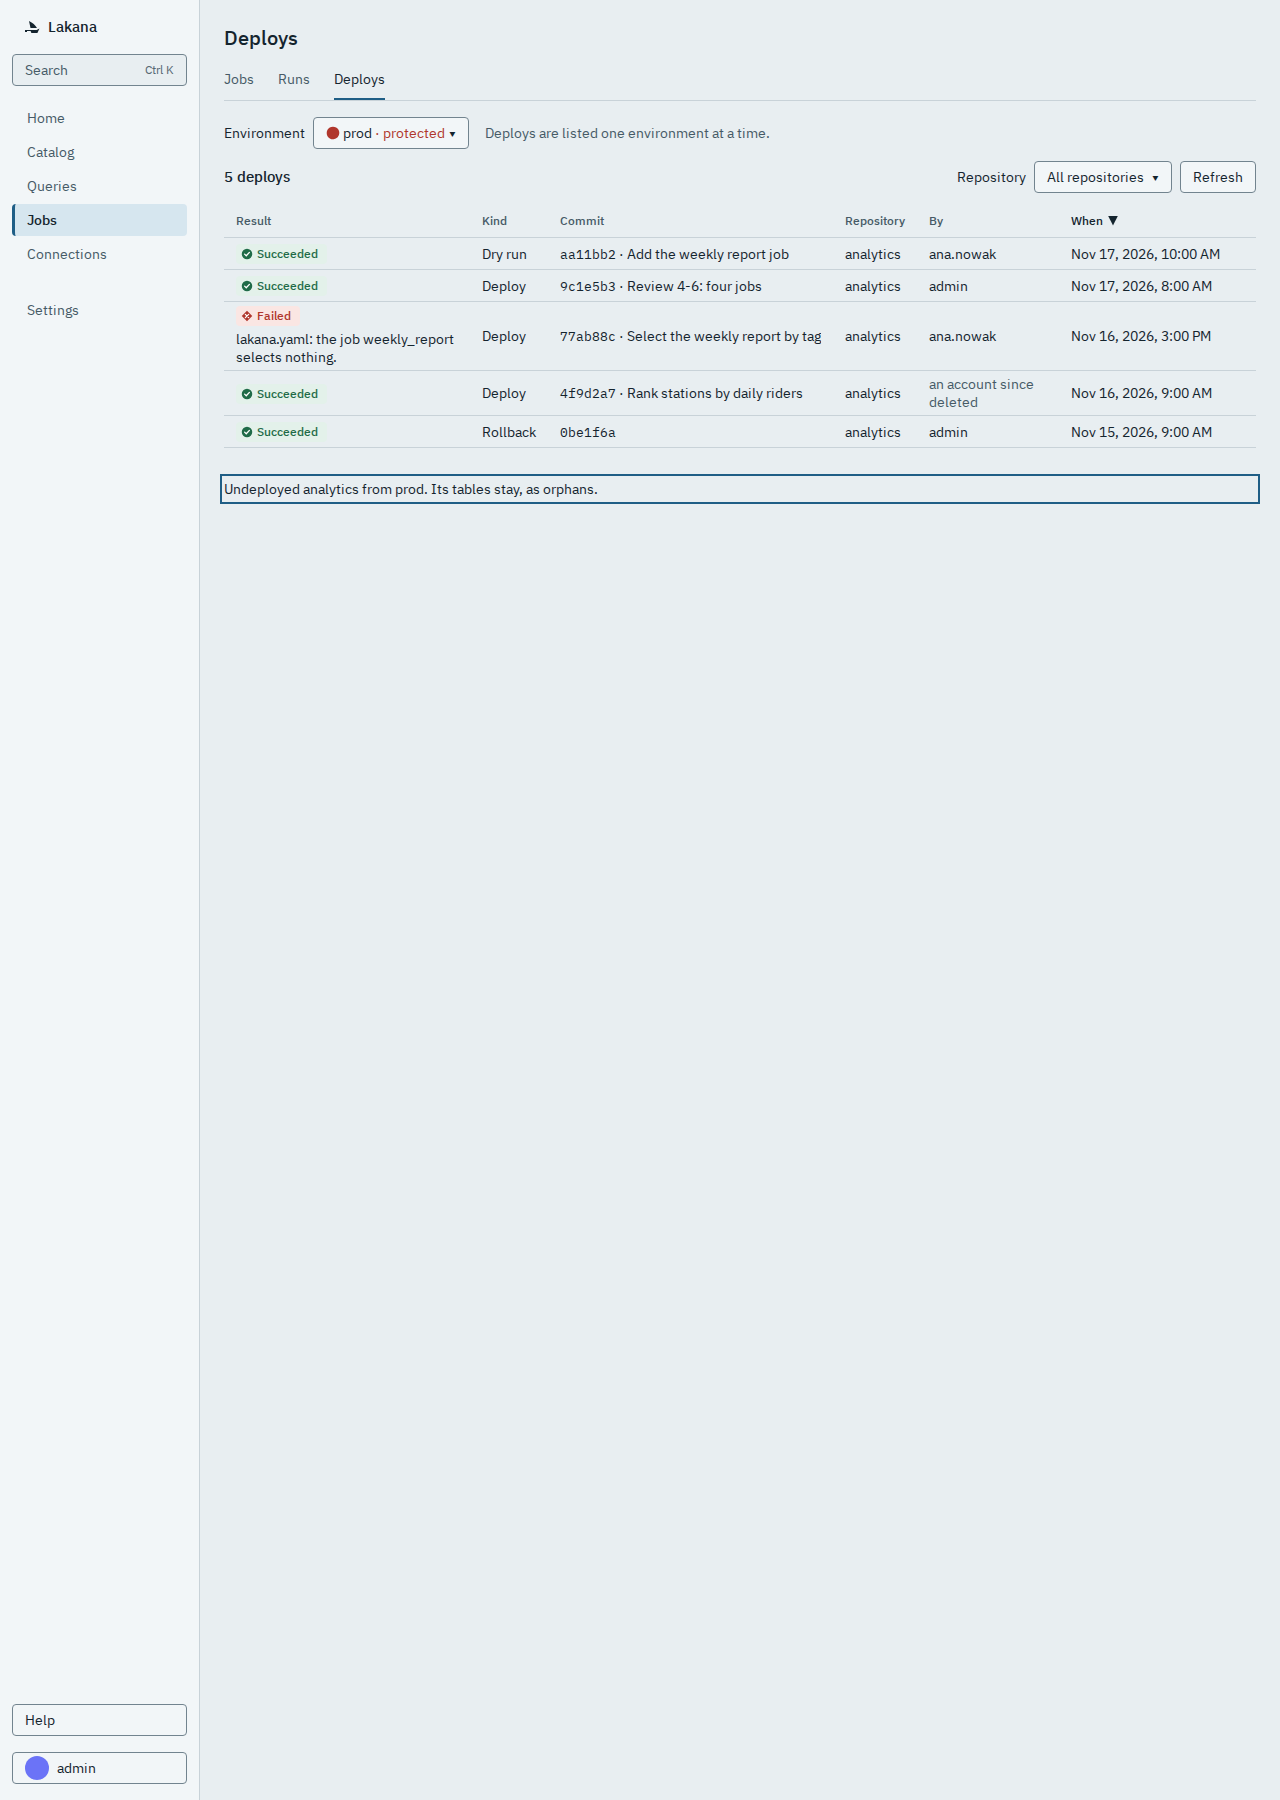 Lakana
Search Ctrl K
Home
Catalog
Queries
Jobs
Connections
Settings
Help
admin
Deploys
Jobs Runs Deploys
Environment prod · protected ▾ Deploys are listed one environment at a time.
5 deploys Repository All repositories ▾ Refresh
Result Kind Commit Repository By When ▼
Succeeded Dry run aa11bb2 · Add the weekly report job analytics ana.nowak Nov 17, 2026, 10:00 AM
Succeeded Deploy 9c1e5b3 · Review 4-6: four jobs analytics admin Nov 17, 2026, 8:00 AM
Failed
lakana.yaml: the job weekly_report
selects nothing.
Deploy 77ab88c · Select the weekly report by tag analytics ana.nowak Nov 16, 2026, 3:00 PM
Succeeded Deploy 4f9d2a7 · Rank stations by daily riders analytics an account since
deleted
Nov 16, 2026, 9:00 AM
Succeeded Rollback 0be1f6a analytics admin Nov 15, 2026, 9:00 AM
Undeployed analytics from prod. Its tables stay, as orphans.